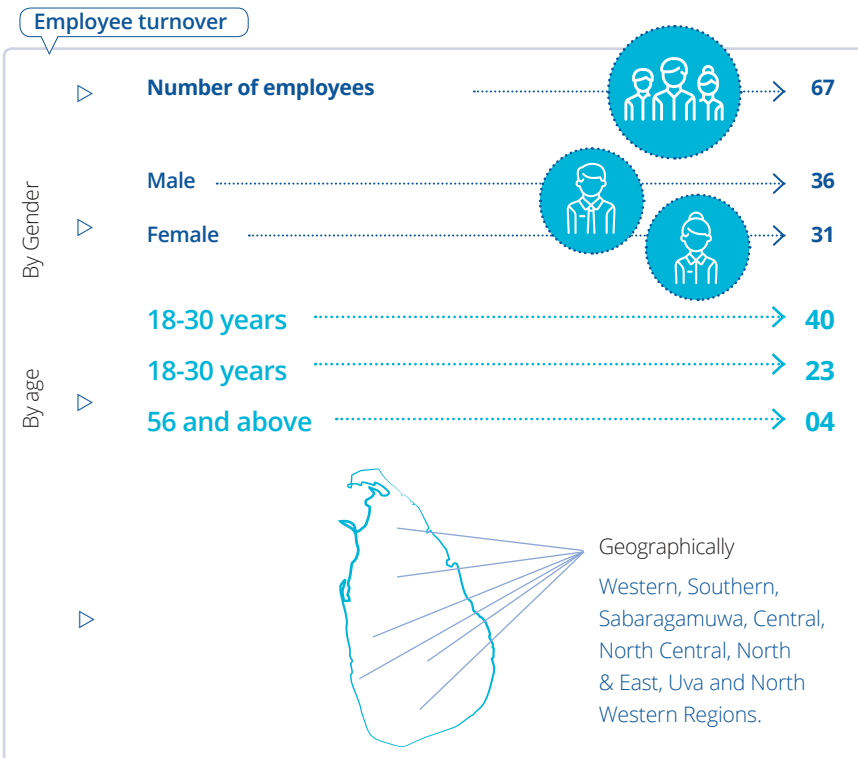 Employee turnover
Number of employees 67
By Gender
Male 36
Female 31
By age
18-30 years 40
18-30 years 23
56 and above 04
Geographically
Western, Southern,
Sabaragamuwa, Central,
North Central, North
& East, Uva and North
Western Regions.